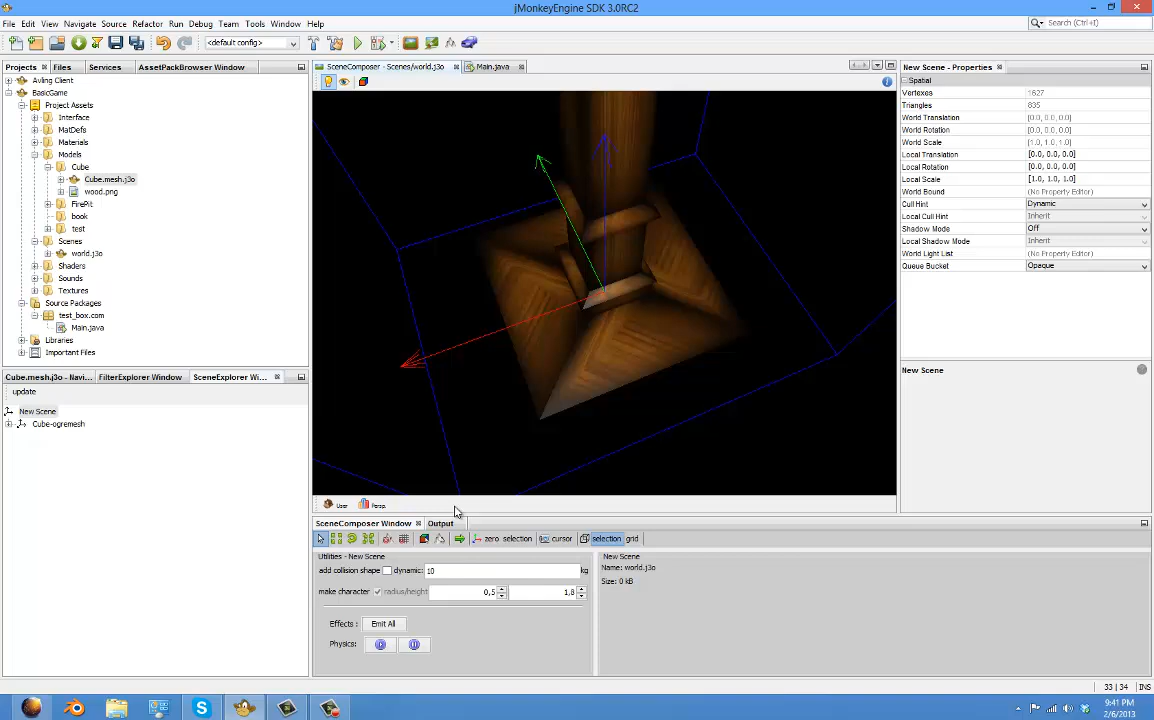 jMonkeyEngine SDK 3.0RC2
File Edit View Navigate Source Refactor Run Debug Team Tools Window Help
Search (Ctrl+I)
<default config>
Projects Files Services AssetPackBrowser Window
SceneComposer - Scenes/world.j3o Main.java
New Scene - Properties
Avling Client
BasicGame
Project Assets
Interface
MatDefs
Materials
Models
Cube
Cube.mesh.j3o
wood.png
FirePit
book
test
Scenes
world.j3o
Shaders
Sounds
Textures
Source Packages
test_box.com
Main.java
Libraries
Important Files
Spatial
Vertexes 1627
Triangles 835
World Translation [0.0, 0.0, 0.0]
World Rotation [0.0, 0.0, 0.0]
World Scale [1.0, 1.0, 1.0]
Local Translation [0.0, 0.0, 0.0]
Local Rotation [0.0, 0.0, 0.0]
Local Scale [1.0, 1.0, 1.0]
World Bound (No Property Editor)
Cull Hint Dynamic
Local Cull Hint Inherit
Shadow Mode Off
Local Shadow Mode Inherit
World Light List (No Property Editor)
Queue Bucket Opaque
New Scene
Cube.mesh.j3o - Navi... FilterExplorer Window SceneExplorer Wi...
update
New Scene
Cube-ogremesh
User Persp.
SceneComposer Window Output
zero selection cursor selection grid
Utilities - New Scene
add collision shape dynamic: 10 kg
make character radius/height 0,5 1,8
Effects : Emit All
Physics:
New Scene
Name: world.j3o
Size: 0 kB
33 | 34 INS
9:41 PM
2/6/2013